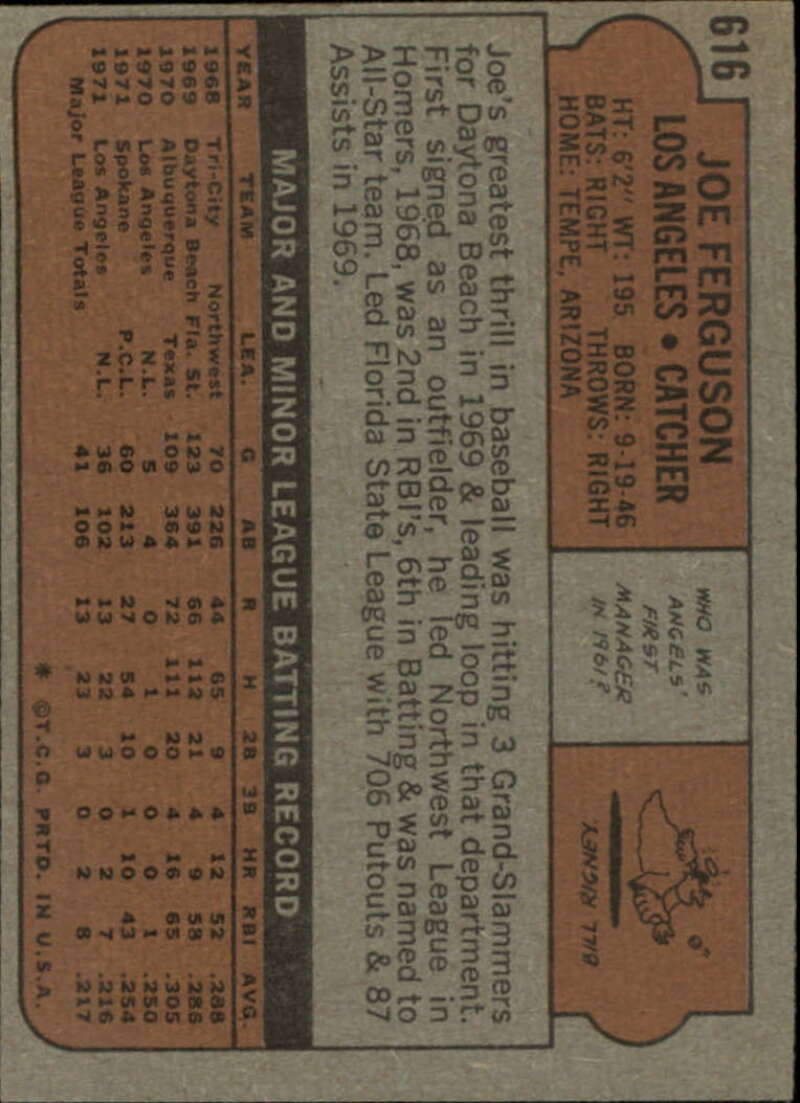 616
JOE FERGUSON
LOS ANGELES • CATCHER
HT: 6'2" WT: 195 BORN: 9-19-46
BATS: RIGHT THROWS: RIGHT
HOME: TEMPE, ARIZONA
WHO WAS
ANGELS'
FIRST
MANAGER
IN 1961?
BILL RIGNEY
Joe's greatest thrill in baseball was hitting 3 Grand-Slammers
for Daytona Beach in 1969 & leading loop in that department.
First signed as an outfielder, he led Northwest League in
Homers, 1968, was 2nd in RBI's, 6th in Batting & was named to
All-Star team. Led Florida State League with 706 Putouts & 87
Assists in 1969.
MAJOR AND MINOR LEAGUE BATTING RECORD
YEAR TEAM LEA. G AB R H 2B 3B HR RBI AVG.
1968 Tri-City Northwest 70 226 44 65 9 4 12 52 .288
1969 Daytona Beach Fla. St. 123 391 66 112 21 4 9 58 .286
1970 Albuquerque Texas 109 364 72 111 20 4 16 65 .305
1970 Los Angeles N.L. 5 4 0 1 0 0 0 1 .250
1971 Spokane P.C.L. 60 213 27 54 10 1 10 43 .254
1971 Los Angeles N.L. 36 102 13 22 3 0 2 7 .216
Major League Totals 41 106 13 23 3 0 2 8 .217
* ©T.C.G. PRTD. IN U.S.A.